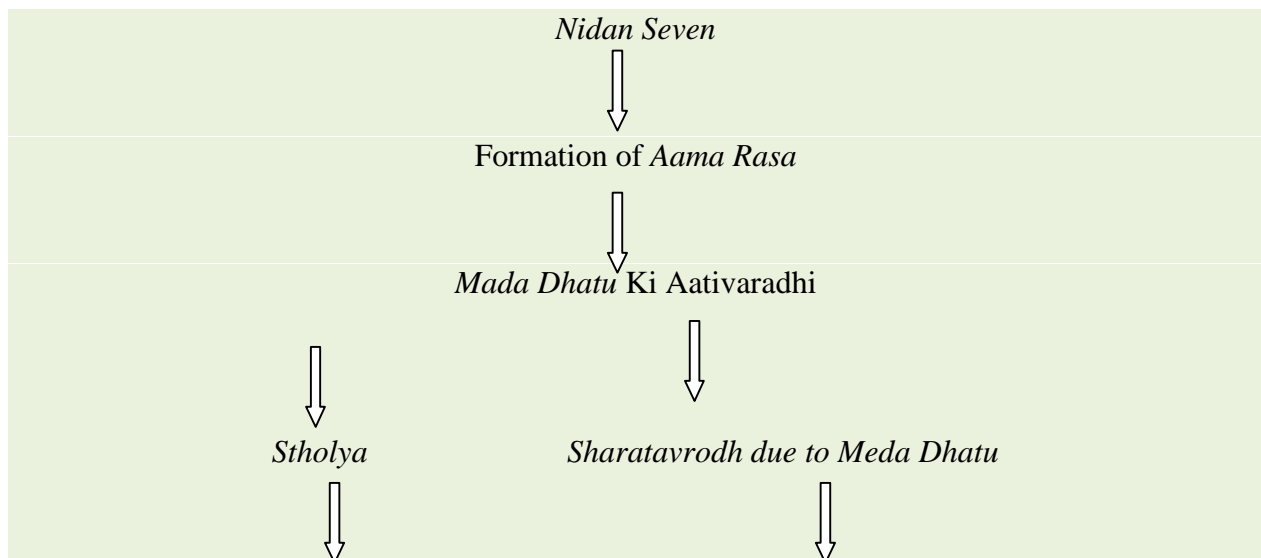 Nidan Seven
Formation of Aama Rasa
Mada Dhatu Ki Aativaradhi
Stholya
Sharatavrodh due to Meda Dhatu